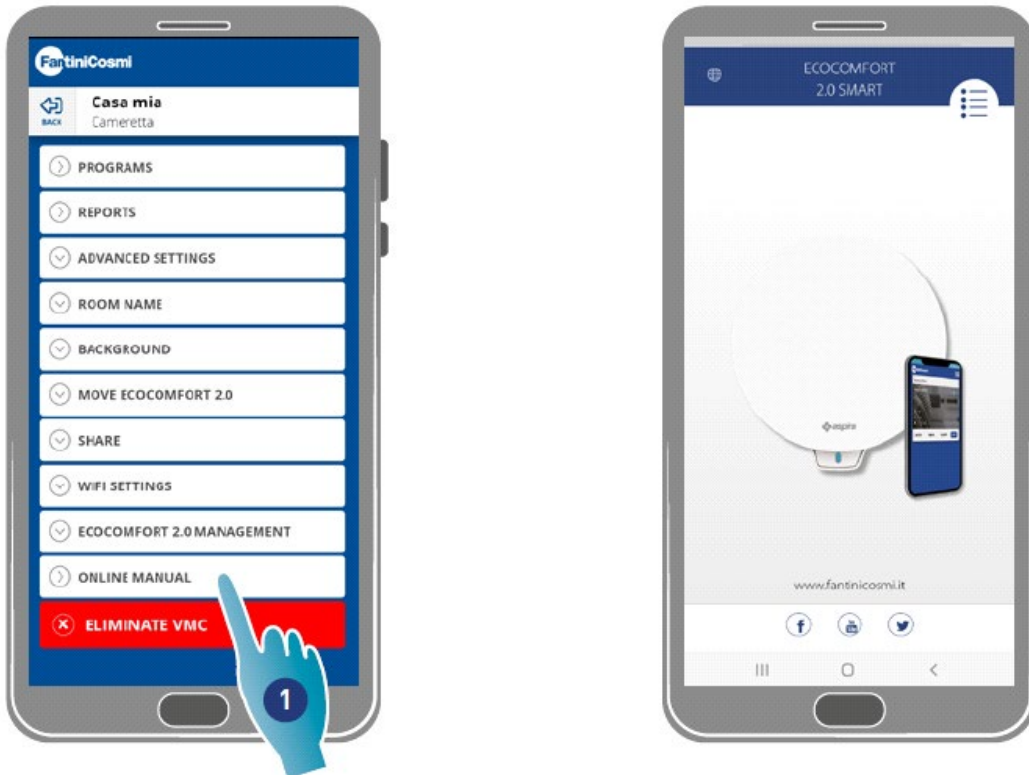 FantiniCosmi
BACK
Casa mia
Cameretta
PROGRAMS
REPORTS
ADVANCED SETTINGS
ROOM NAME
BACKGROUND
MOVE ECOCOMFORT 2.0
SHARE
WIFI SETTINGS
ECOCOMFORT 2.0 MANAGEMENT
ONLINE MANUAL
ELIMINATE VMC
1
ECOCOMFORT
2.0 SMART
aspira
www.fantinicosmi.it